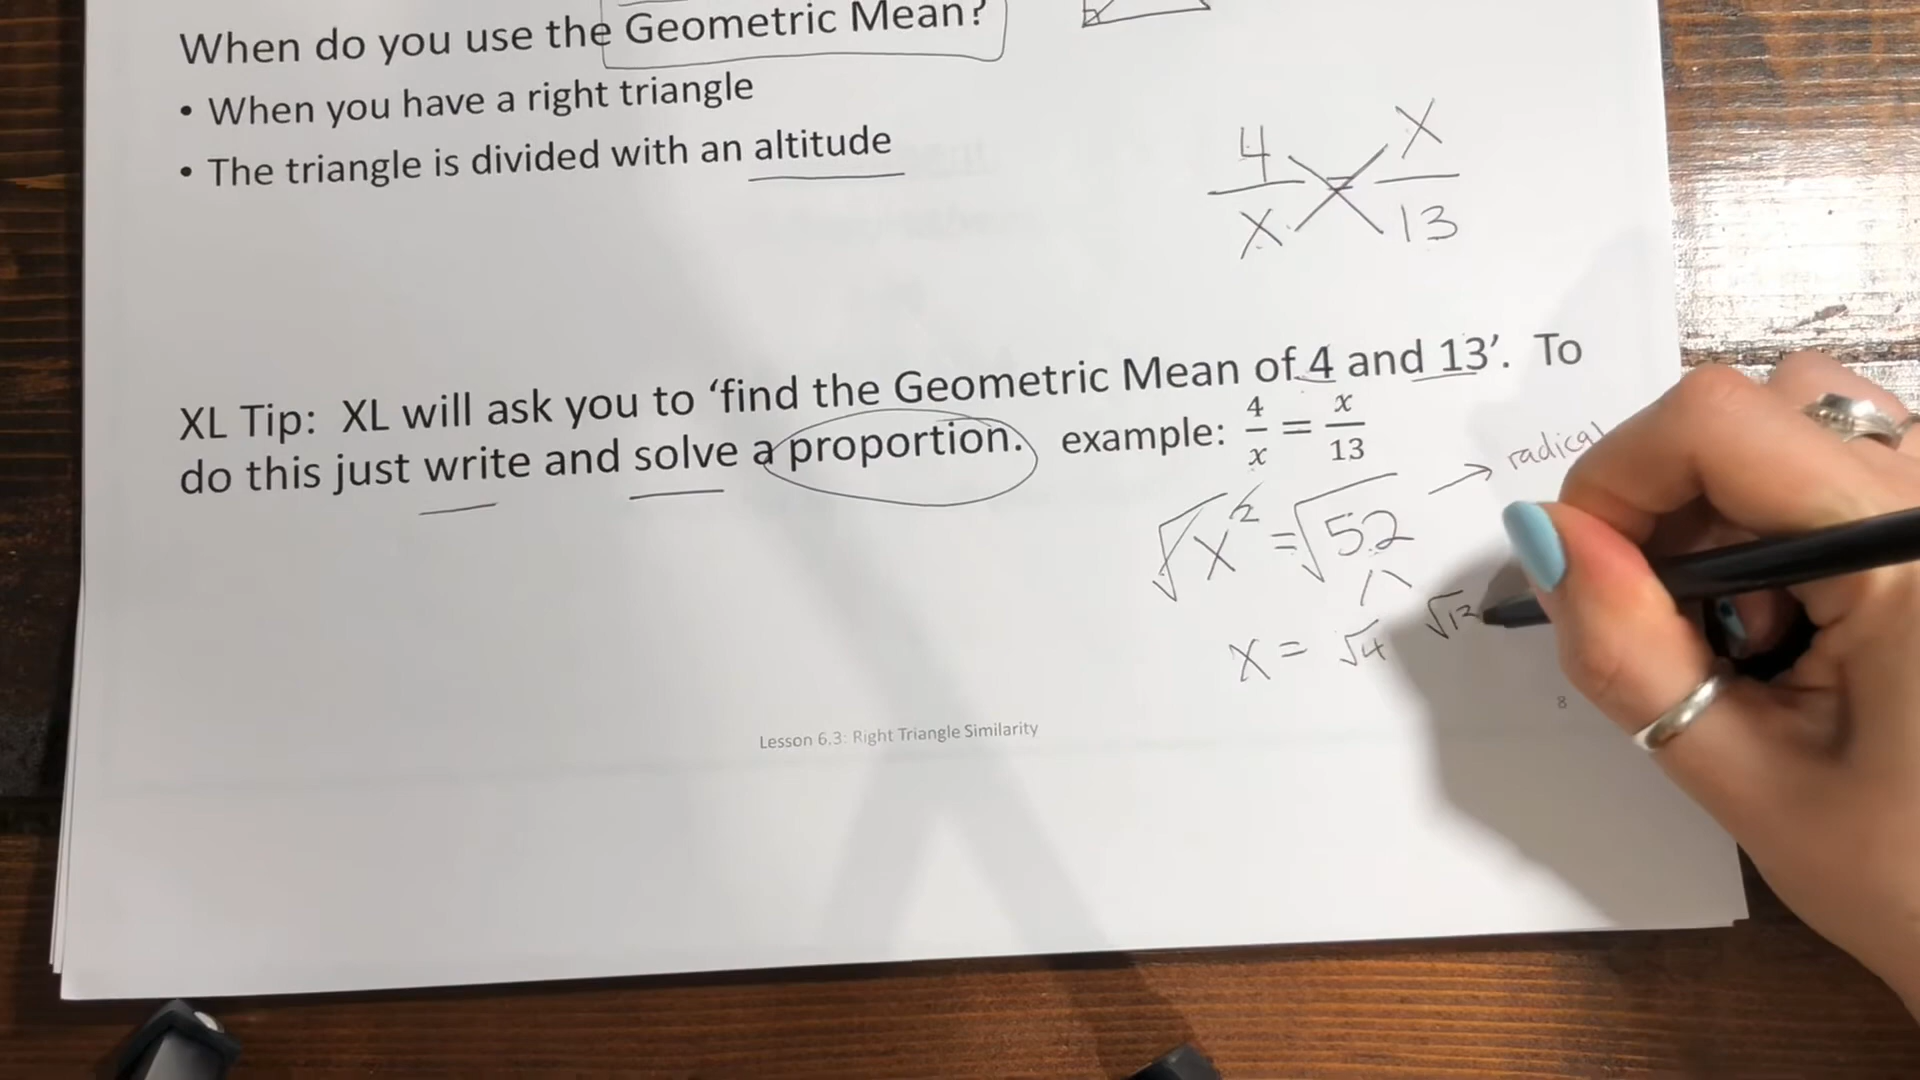 When do you use the Geometric Mean?
• When you have a right triangle
• The triangle is divided with an altitude
4/x = x/13
XL Tip: XL will ask you to ‘find the Geometric Mean of 4 and 13’. To
do this just write and solve a proportion. example: 4/x = x/13
√x² = √52 → radical
x = √4 √13
8
Lesson 6.3: Right Triangle Similarity